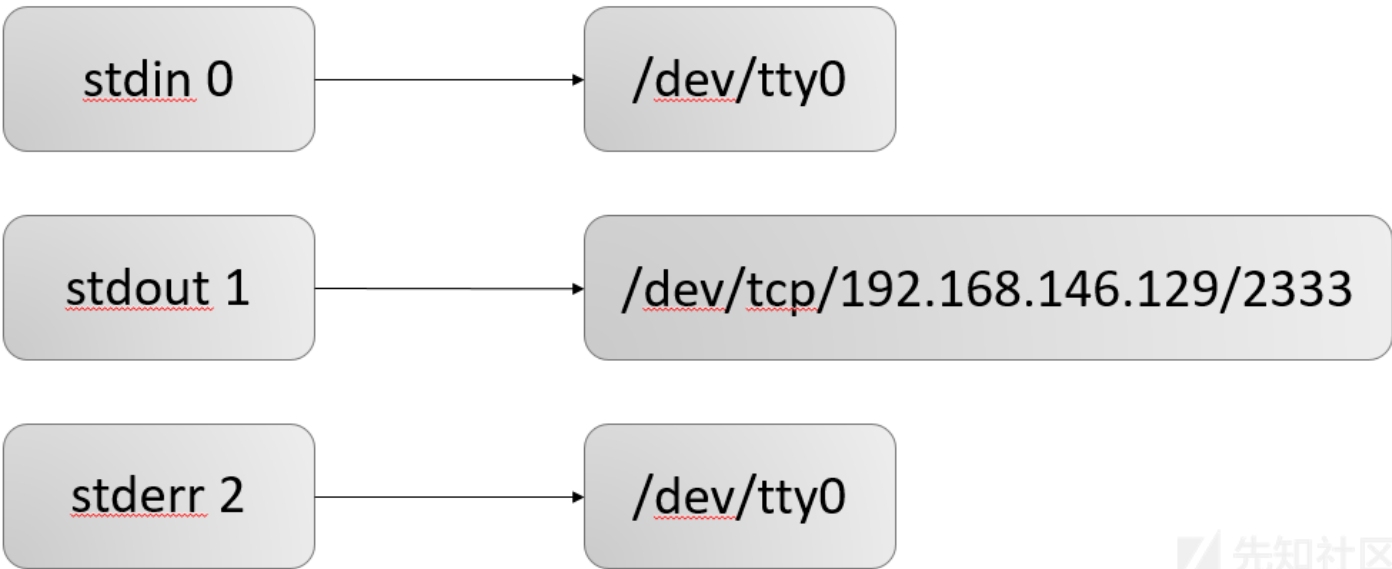 stdin 0
/dev/tty0
stdout 1
/dev/tcp/192.168.146.129/2333
stderr 2
/dev/tty0
先知社区